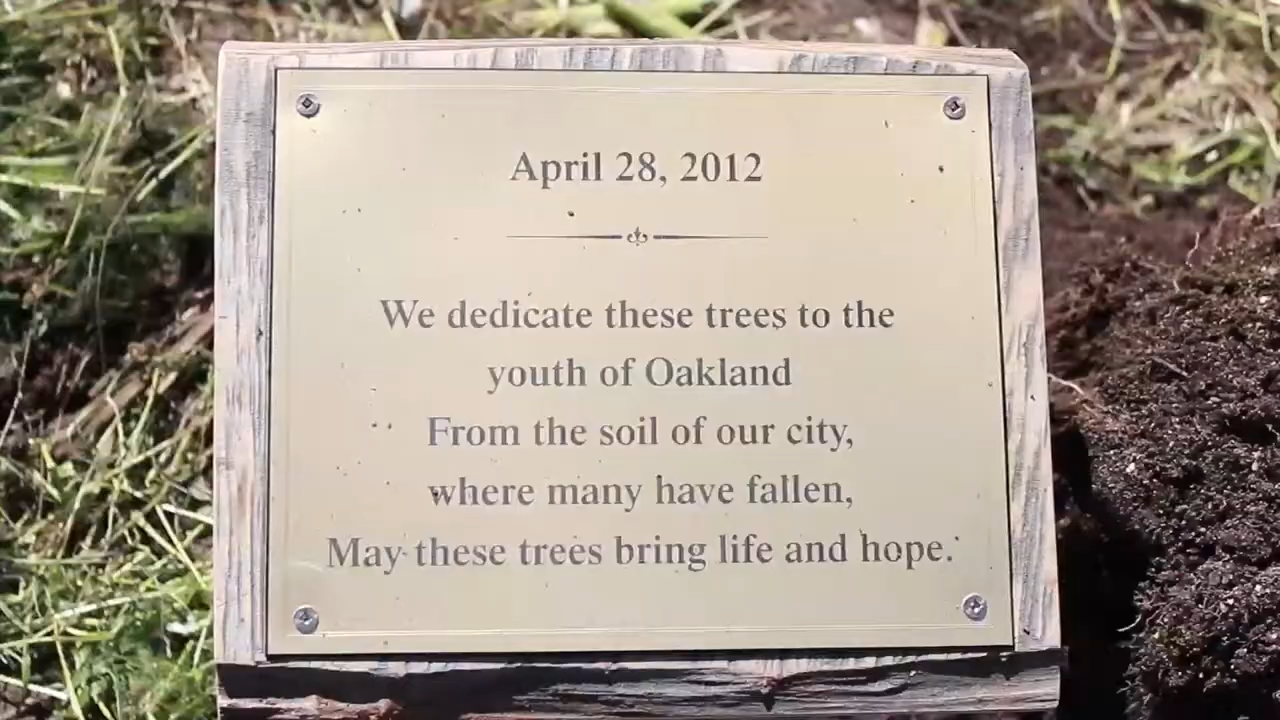 April 28, 2012
We dedicate these trees to the
youth of Oakland
From the soil of our city,
where many have fallen,
May these trees bring life and hope.